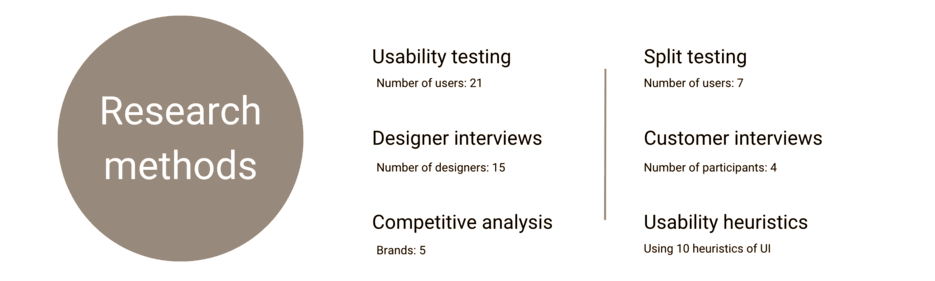 Research
methods
Usability testing
Number of users: 21
Designer interviews
Number of designers: 15
Competitive analysis
Brands: 5
Split testing
Number of users: 7
Customer interviews
Number of participants: 4
Usability heuristics
Using 10 heuristics of UI